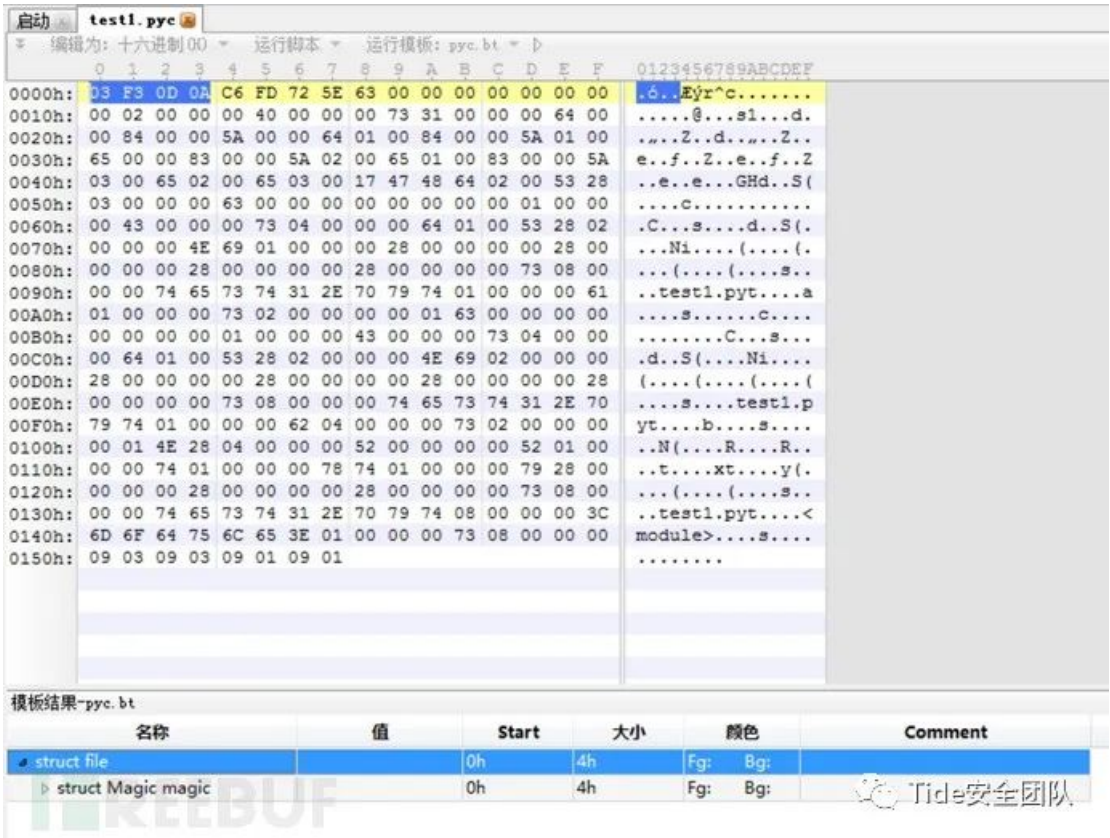 启动 test1.pyc
编辑为: 十六进制(H) 运行脚本 运行模板: pyc.bt
0 1 2 3 4 5 6 7 8 9 A B C D E F 0123456789ABCDEF
0000h: 03 F3 0D 0A C6 FD 72 5E 63 00 00 00 00 00 00 00 .ó..Æýr^c.......
0010h: 00 02 00 00 00 40 00 00 00 73 31 00 00 00 64 00 .....@...s1...d.
0020h: 00 84 00 00 5A 00 00 64 01 00 84 00 00 5A 01 00 .„..Z..d..„..Z..
0030h: 65 00 00 83 00 00 5A 02 00 65 01 00 83 00 00 5A e..ƒ..Z..e..ƒ..Z
0040h: 03 00 65 02 00 65 03 00 17 47 48 64 02 00 53 28 ..e..e...GHd..S(
0050h: 03 00 00 00 63 00 00 00 00 00 00 00 00 01 00 00 ....c...........
0060h: 00 43 00 00 00 73 04 00 00 00 64 01 00 53 28 02 .C...s....d..S(.
0070h: 00 00 00 4E 69 01 00 00 00 28 00 00 00 00 28 00 ...Ni....(....(.
0080h: 00 00 00 28 00 00 00 00 28 00 00 00 00 73 08 00 ...(....(....s..
0090h: 00 00 74 65 73 74 31 2E 70 79 74 01 00 00 00 61 ..test1.pyt....a
00A0h: 01 00 00 00 73 02 00 00 00 00 01 63 00 00 00 00 ....s......c....
00B0h: 00 00 00 00 01 00 00 00 43 00 00 00 73 04 00 00 ........C...s...
00C0h: 00 64 01 00 53 28 02 00 00 00 4E 69 02 00 00 00 .d..S(....Ni....
00D0h: 28 00 00 00 00 28 00 00 00 00 28 00 00 00 00 28 (....(....(....(
00E0h: 00 00 00 00 73 08 00 00 00 74 65 73 74 31 2E 70 ....s....test1.p
00F0h: 79 74 01 00 00 00 62 04 00 00 00 73 02 00 00 00 yt....b....s....
0100h: 00 01 4E 28 04 00 00 00 52 00 00 00 00 52 01 00 ..N(....R....R..
0110h: 00 00 74 01 00 00 00 78 74 01 00 00 00 79 28 00 ..t....xt....y(.
0120h: 00 00 00 28 00 00 00 00 28 00 00 00 00 73 08 00 ...(....(....s..
0130h: 00 00 74 65 73 74 31 2E 70 79 74 08 00 00 00 3C ..test1.pyt....<
0140h: 6D 6F 64 75 6C 65 3E 01 00 00 00 73 08 00 00 00 module>....s....
0150h: 09 03 09 03 09 01 09 01 ........
模板结果-pyc.bt
名称 值 Start 大小 颜色 Comment
struct file 0h 4h Fg: Bg:
struct Magic magic 0h 4h Fg: Bg:
Tide安全团队
FREEBUF